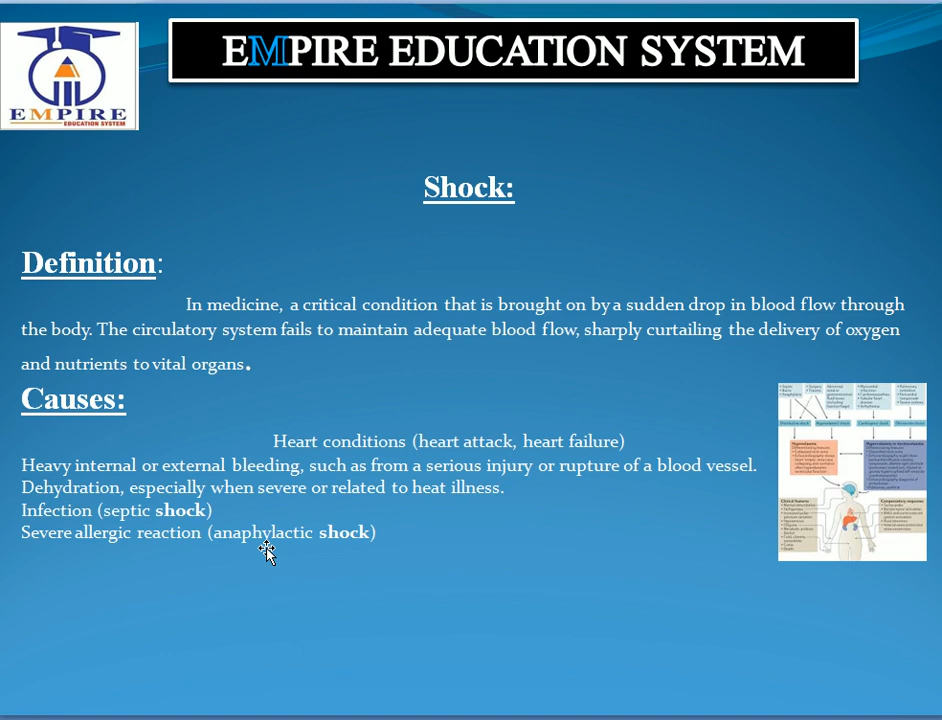 EMPIRE EDUCATION SYSTEM
EMPIRE
EDUCATION SYSTEM
Shock:
Definition:
In medicine, a critical condition that is brought on by a sudden drop in blood flow through
the body. The circulatory system fails to maintain adequate blood flow, sharply curtailing the delivery of oxygen
and nutrients to vital organs.
Causes:
Heart conditions (heart attack, heart failure)
Heavy internal or external bleeding, such as from a serious injury or rupture of a blood vessel.
Dehydration, especially when severe or related to heat illness.
Infection (septic shock)
Severe allergic reaction (anaphylactic shock)